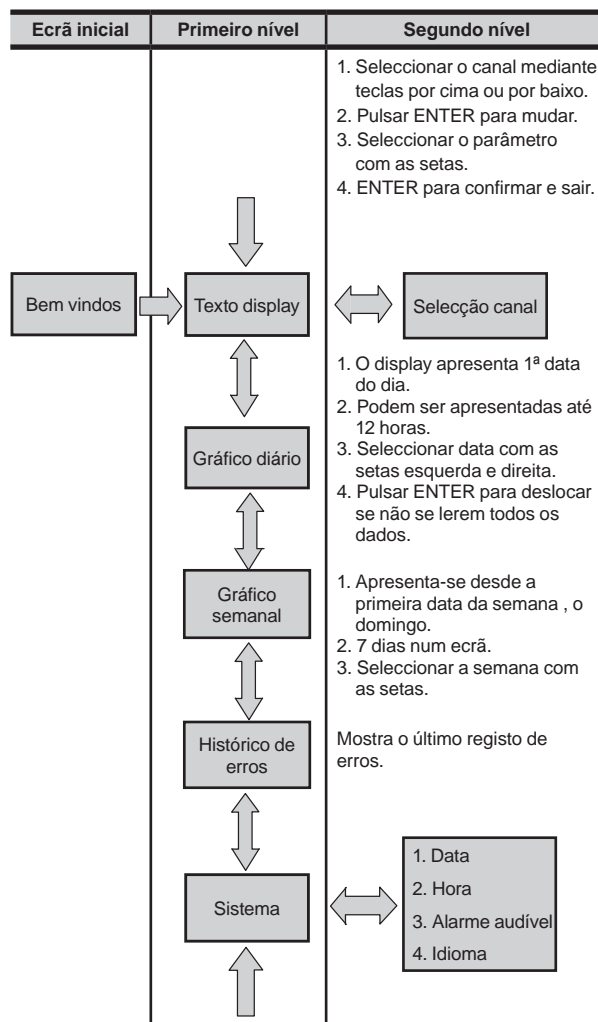 Ecrã inicial
Primeiro nível
Segundo nível
1. Seleccionar o canal mediante
teclas por cima ou por baixo.
2. Pulsar ENTER para mudar.
3. Seleccionar o parâmetro
com as setas.
4. ENTER para confirmar e sair.
Bem vindos
Texto display
Selecção canal
1. O display apresenta 1ª data
do dia.
2. Podem ser apresentadas até
12 horas.
3. Seleccionar data com as
setas esquerda e direita.
4. Pulsar ENTER para deslocar
se não se lerem todos os
dados.
Gráfico diário
1. Apresenta-se desde a
primeira data da semana , o
domingo.
2. 7 dias num ecrã.
3. Seleccionar a semana com
as setas.
Gráfico
semanal
Histórico de
erros
Mostra o último registo de
erros.
Sistema
1. Data
2. Hora
3. Alarme audível
4. Idioma